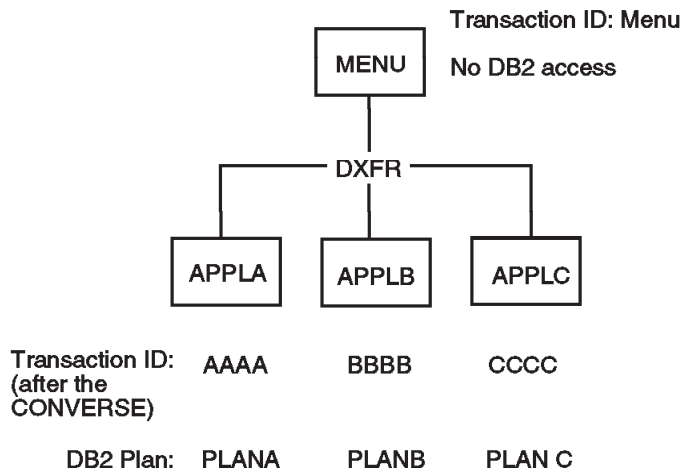 Transaction ID: Menu
MENU
No DB2 access
DXFR
APPLA APPLB APPLC
Transaction ID: AAAA BBBB CCCC
(after the
CONVERSE)
DB2 Plan: PLANA PLANB PLAN C